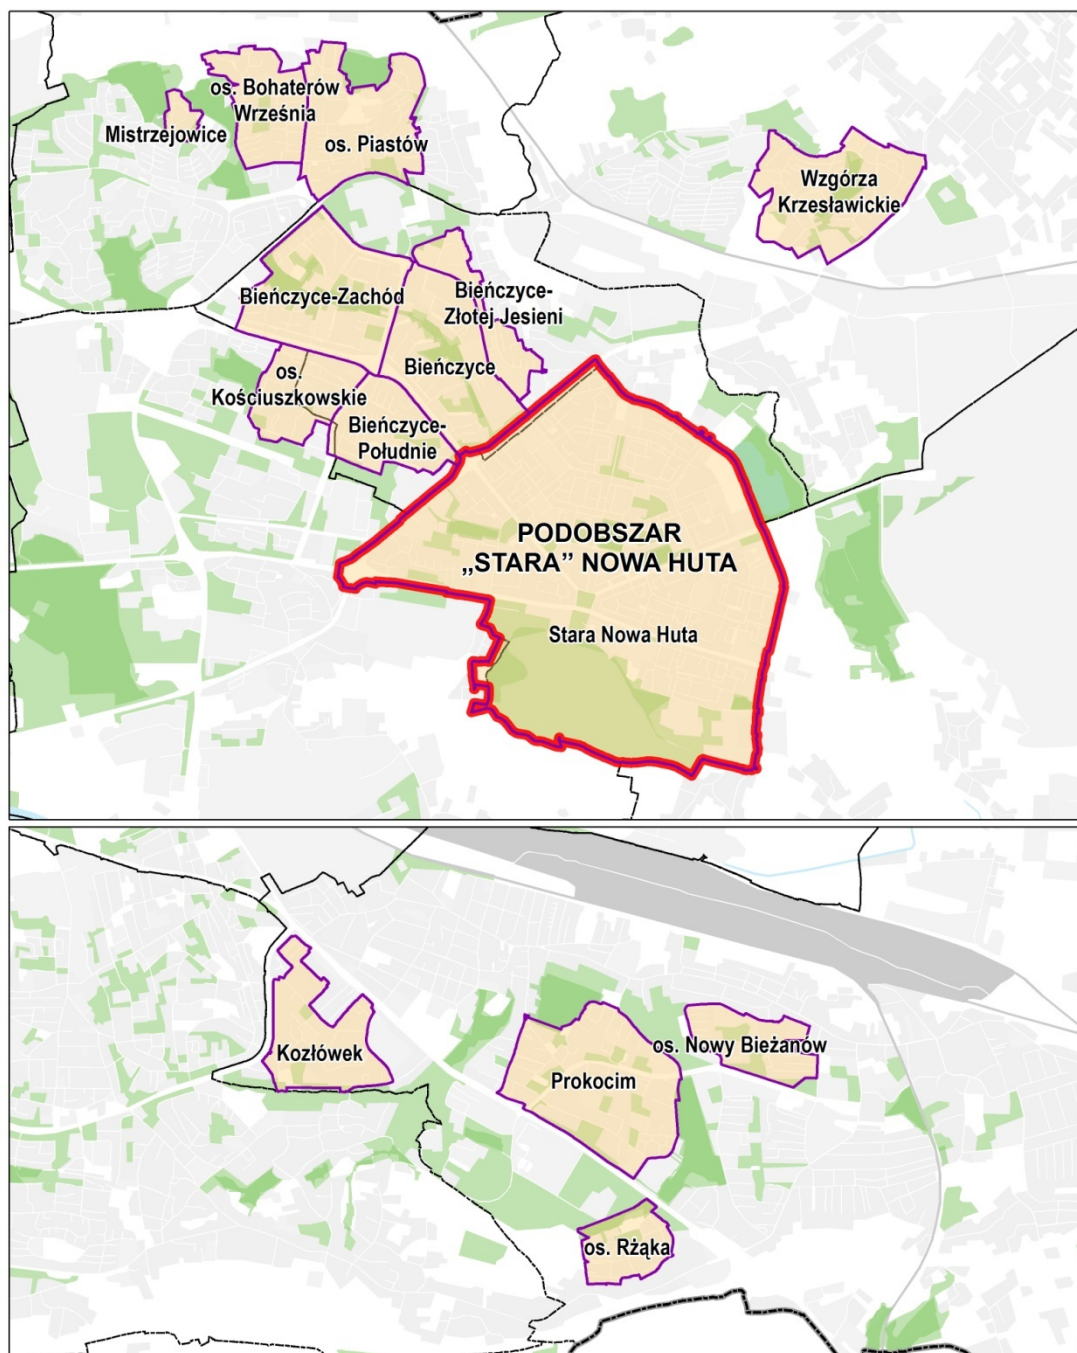 os. Bohaterów
Września
Mistrzejowice
os. Piastów
Wzgórza
Krzesławickie
Bieńczyce-Zachód
Bieńczyce-
Złotej Jesieni
Bieńczyce
os.
Kościuszkowskie
Bieńczyce-
Południe
PODOBSZAR
„STARA” NOWA HUTA
Stara Nowa Huta
Kozłówek
os. Nowy Bieżanów
Prokocim
os. Rżąka